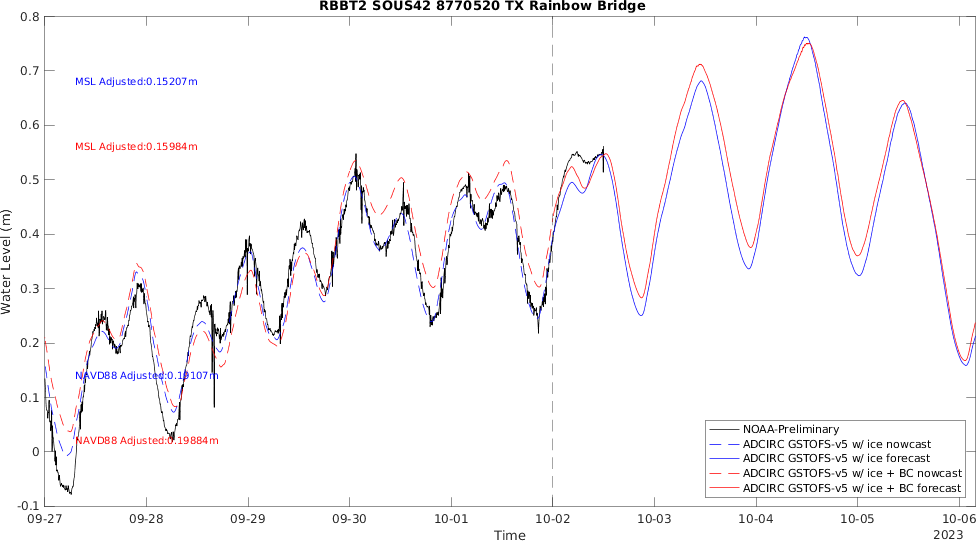 RBBT2 SOUS42 8770520 TX Rainbow Bridge
0.8
0.7
MSL Adjusted:0.15207m
0.6
MSL Adjusted:0.15984m
0.5
0.4
Water Level (m)
0.3
0.2
NAVD88 Adjusted:0.19107m
0.1
NAVD88 Adjusted:0.19884m
0
-0.1
NOAA-Preliminary
ADCIRC GSTOFS-v5 w/ ice nowcast
ADCIRC GSTOFS-v5 w/ ice forecast
ADCIRC GSTOFS-v5 w/ ice + BC nowcast
ADCIRC GSTOFS-v5 w/ ice + BC forecast
09-27 09-28 09-29 09-30 10-01 10-02 10-03 10-04 10-05 10-06
Time
2023